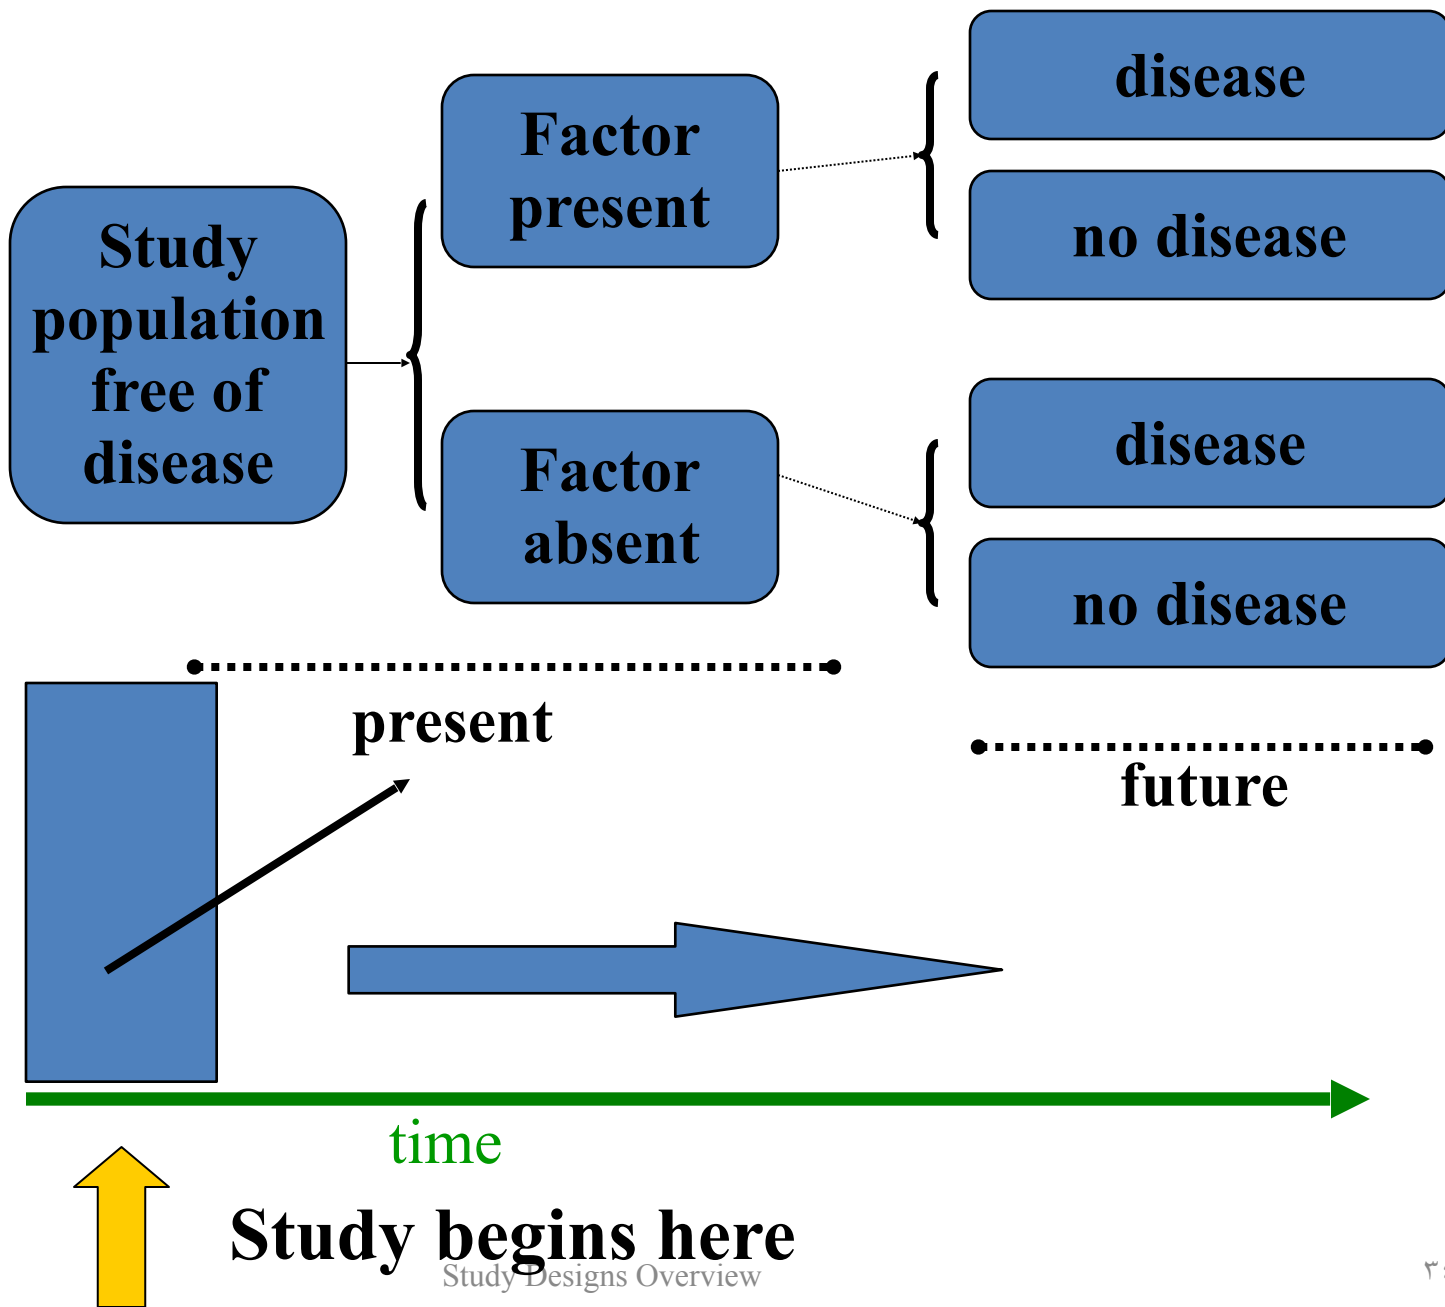 disease
Factor
present
no disease
Study
population
free of
disease
Factor
absent
disease
no disease
present
future
time
Study begins here
Study Designs Overview